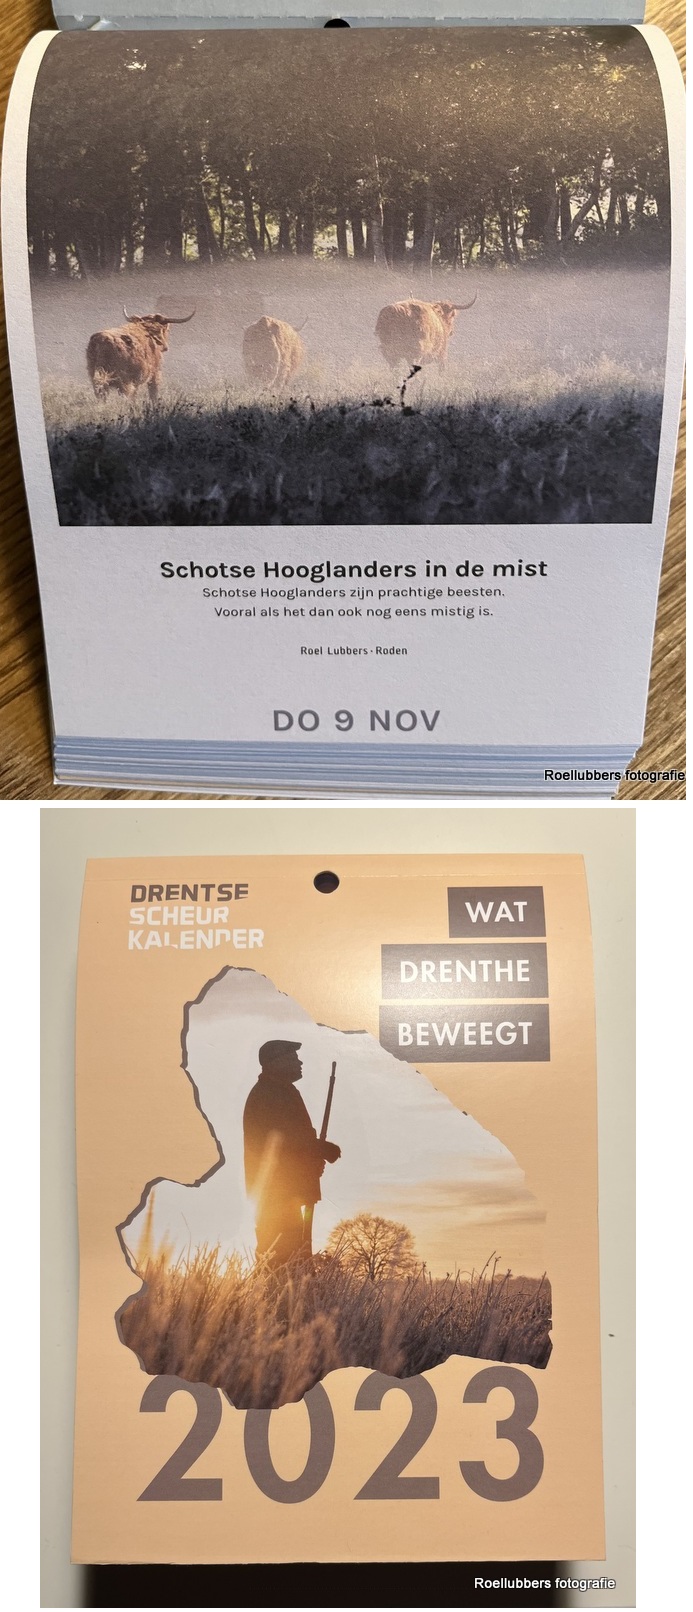 Schotse Hooglanders in de mist
Schotse Hooglanders zijn prachtige beesten.
Vooral als het dan ook nog eens mistig is.
Roel Lubbers · Roden
DO 9 NOV
Roellubbers fotografie
DRENTSE
SCHEUR
KALENDER
WAT
DRENTHE
BEWEEGT
2023
Roellubbers fotografie